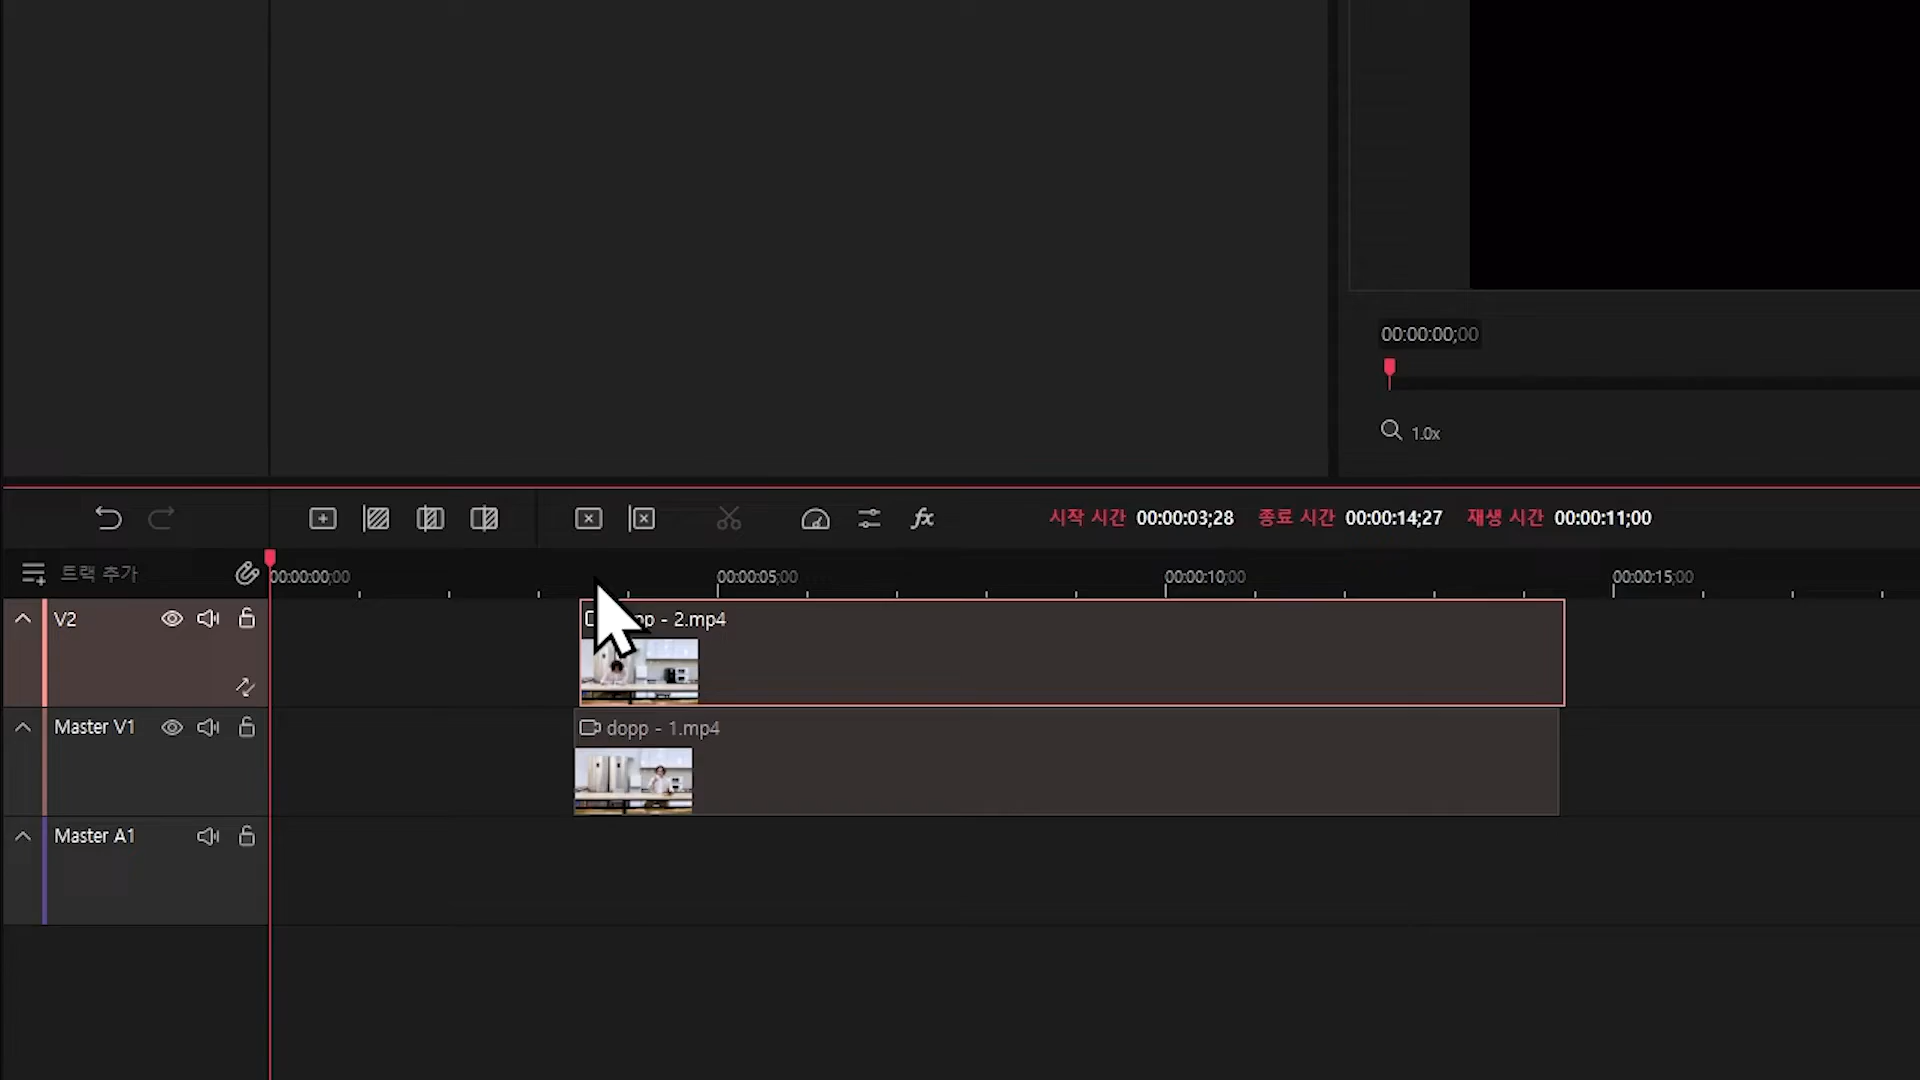 00:00:00;00
1.0x
시작 시간 00:00:03;28 종료 시간 00:00:14;27 재생 시간 00:00:11;00
트랙 추가
00:00:00;00 00:00:05;00 00:00:10;00 00:00:15;00
V2
- 2.mp4
Master V1
dopp - 1.mp4
Master A1